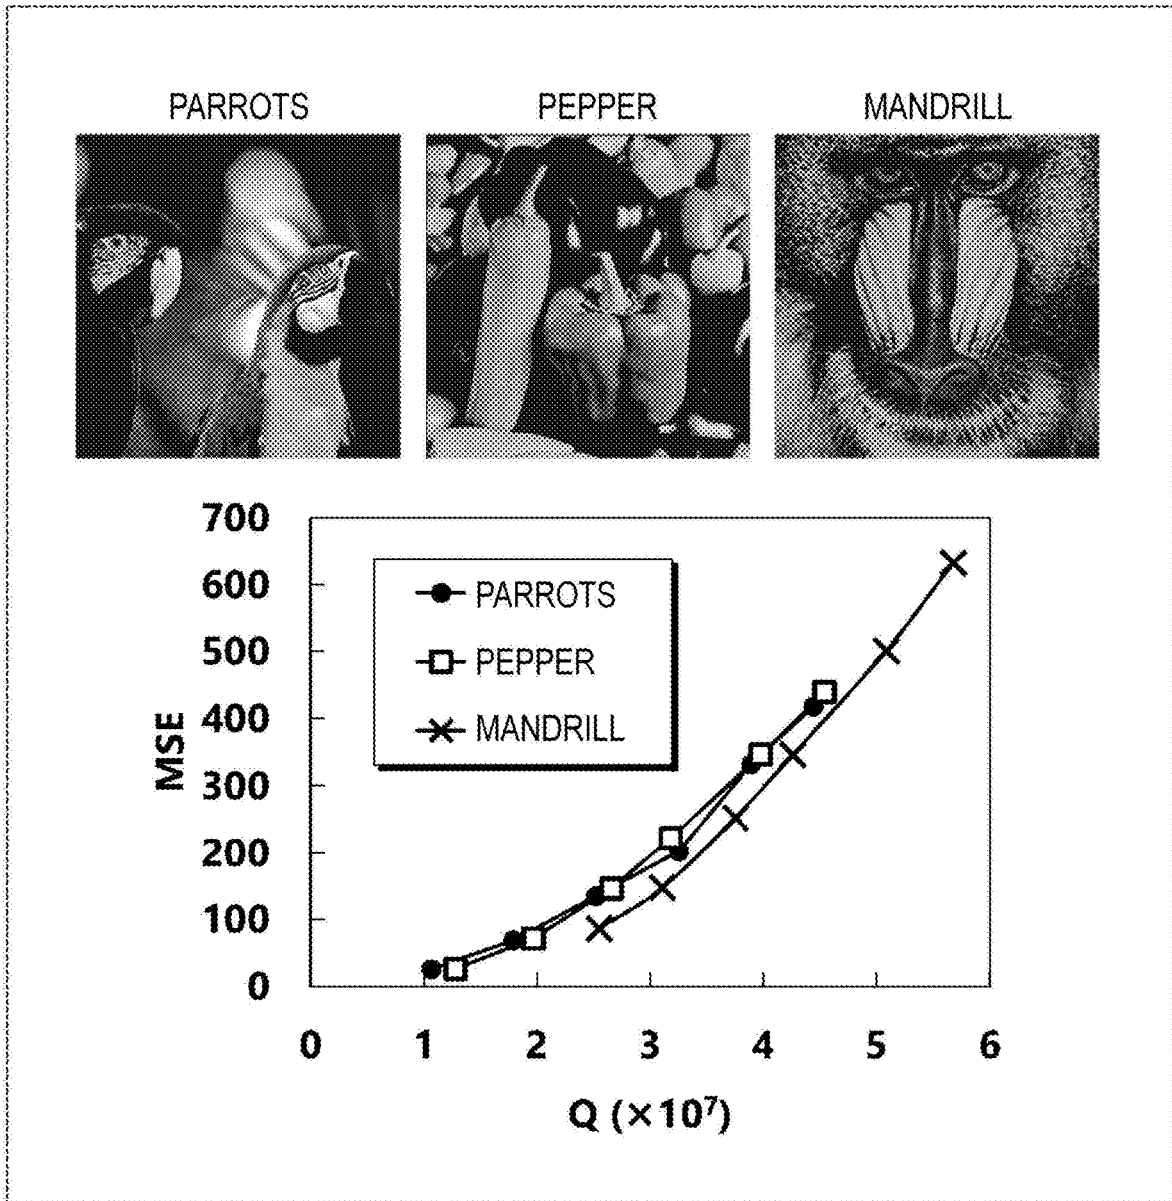 PARROTS PEPPER MANDRILL
700
600
500
400
300
200
100
0
MSE
PARROTS
PEPPER
MANDRILL
0 1 2 3 4 5 6
Q (×10⁷)